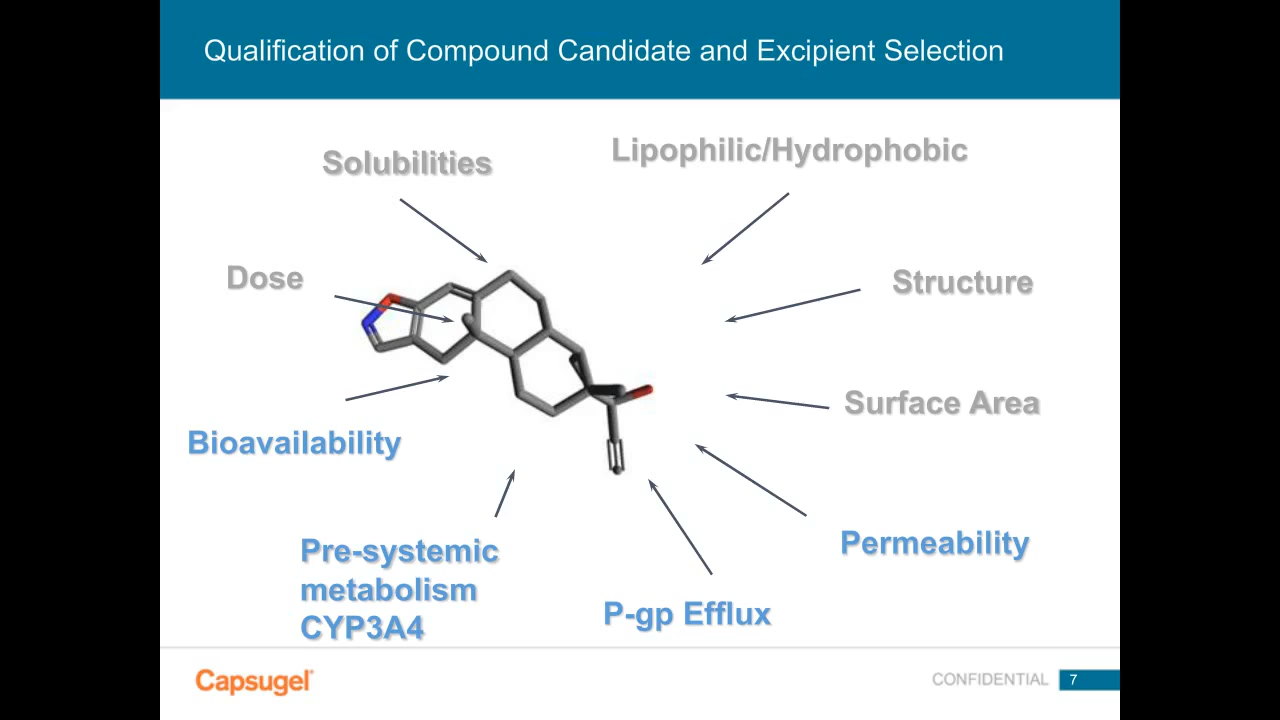 Qualification of Compound Candidate and Excipient Selection
Solubilities
Lipophilic/Hydrophobic
Dose
Structure
Surface Area
Bioavailability
Permeability
Pre-systemic
metabolism
CYP3A4
P-gp Efflux
Capsugel®
CONFIDENTIAL 7